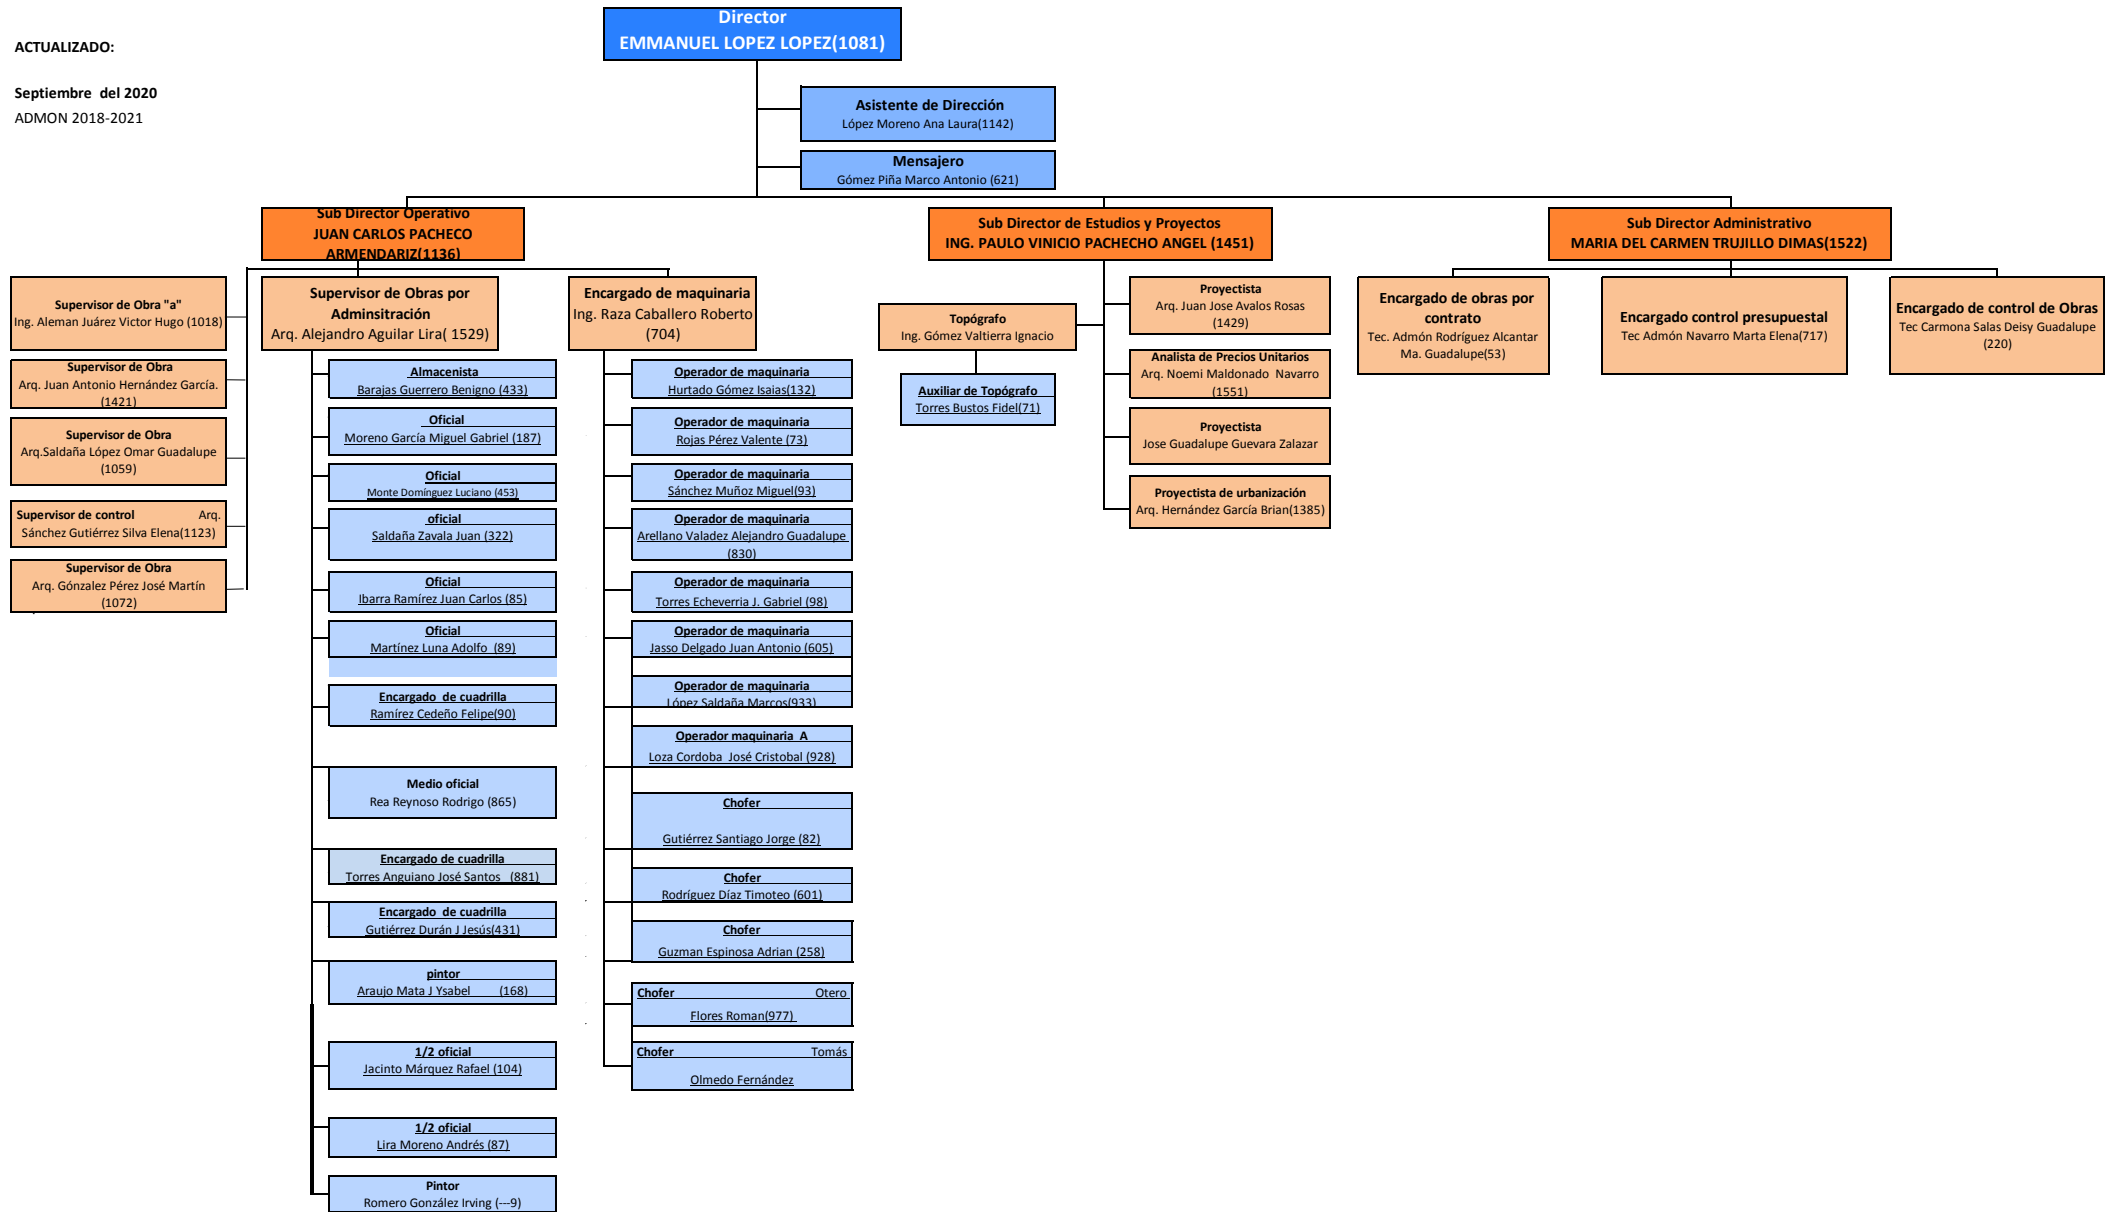 Director
EMMANUEL LOPEZ LOPEZ(1081)
ACTUALIZADO:
Septiembre  del 2020
ADMON 2018-2021
Asistente de Dirección
López Moreno Ana Laura(1142)
Mensajero
Gómez Piña Marco Antonio (621)
Sub Director Operativo
JUAN CARLOS PACHECO
ARMENDARIZ(1136)
Sub Director de Estudios y Proyectos
ING. PAULO VINICIO PACHECHO ANGEL (1451)
Sub Director Administrativo
MARIA DEL CARMEN TRUJILLO DIMAS(1522)
Supervisor de Obra "a"
Ing. Aleman Juárez Victor Hugo (1018)
Supervisor de Obra
Arq. Juan Antonio Hernández García.
(1421)
Supervisor de Obra
Arq.Saldaña López Omar Guadalupe
(1059)
Supervisor de control Arq.
Sánchez Gutiérrez Silva Elena(1123)
Supervisor de Obra
Arq. Gónzalez Pérez José Martín
(1072)
Supervisor de Obras por
Adminsitración
Arq. Alejandro Aguilar Lira( 1529)
Almacenista
Barajas Guerrero Benigno (433)
Oficial
Moreno García Miguel Gabriel (187)
Oficial
Monte Domínguez Luciano (453)
oficial
Saldaña Zavala Juan (322)
Oficial
Ibarra Ramírez Juan Carlos (85)
Oficial
Martínez Luna Adolfo  (89)
Encargado  de cuadrilla
Ramírez Cedeño Felipe(90)
Medio oficial
Rea Reynoso Rodrigo (865)
Encargado de cuadrilla
Torres Anguiano José Santos   (881)
Encargado  de cuadrilla
Gutiérrez Durán J Jesús(431)
pintor
Araujo Mata J Ysabel (168)
1/2 oficial
Jacinto Márquez Rafael (104)
1/2 oficial
Lira Moreno Andrés (87)
Pintor
Romero González Irving (---9)
Encargado de maquinaria
Ing. Raza Caballero Roberto
(704)
Operador de maquinaria
Hurtado Gómez Isaias(132)
Operador de maquinaria
Rojas Pérez Valente (73)
Operador de maquinaria
Sánchez Muñoz Miguel(93)
Operador de maquinaria
Arellano Valadez Alejandro Guadalupe
(830)
Operador de maquinaria
Torres Echeverria J. Gabriel (98)
Operador de maquinaria
Jasso Delgado Juan Antonio (605)
Operador de maquinaria
López Saldaña Marcos(933)
Operador maquinaria  A
Loza Cordoba  José Cristobal (928)
Chofer
Gutiérrez Santiago Jorge (82)
Chofer
Rodríguez Díaz Timoteo (601)
Chofer
Guzman Espinosa Adrian (258)
Chofer Otero
Flores Roman(977)
Chofer Tomás
Olmedo Fernández
Topógrafo
Ing. Gómez Valtierra Ignacio
Auxiliar de Topógrafo
Torres Bustos Fidel(71)
Proyectista
Arq. Juan Jose Avalos Rosas
(1429)
Analista de Precios Unitarios
Arq. Noemi Maldonado  Navarro
(1551)
Proyectista
Jose Guadalupe Guevara Zalazar
Proyectista de urbanización
Arq. Hernández García Brian(1385)
Encargado de obras por
contrato
Tec. Admón Rodríguez Alcantar
Ma. Guadalupe(53)
Encargado control presupuestal
Tec Admón Navarro Marta Elena(717)
Encargado de control de Obras
Tec Carmona Salas Deisy Guadalupe
(220)